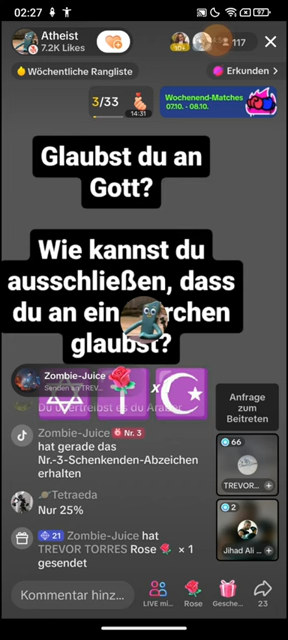 02:27
97
Atheist
7.2K Likes
10+
117
Wöchentliche Rangliste
Erkunden >
3/33
14:31
Wochenend-Matches
07.10. - 08.10.
Glaubst du an
Gott?
Wie kannst du
ausschließen, dass
du an ein rchen
glaubst?
Zombie-Juice
x
Du übertreibst es du
Anfrage
zum
Beitreten
Zombie-Juice Nr. 3
hat gerade das
Nr.-3-Schenkenden-Abzeichen
erhalten
66
TREVOR...
Tetraeda
Nur 25%
2
Jihad Ali ...
21 Zombie-Juice hat
TREVOR TORRES Rose × 1
gesendet
Kommentar hinz...
LIVE mi...
Rose
Gesche...
23